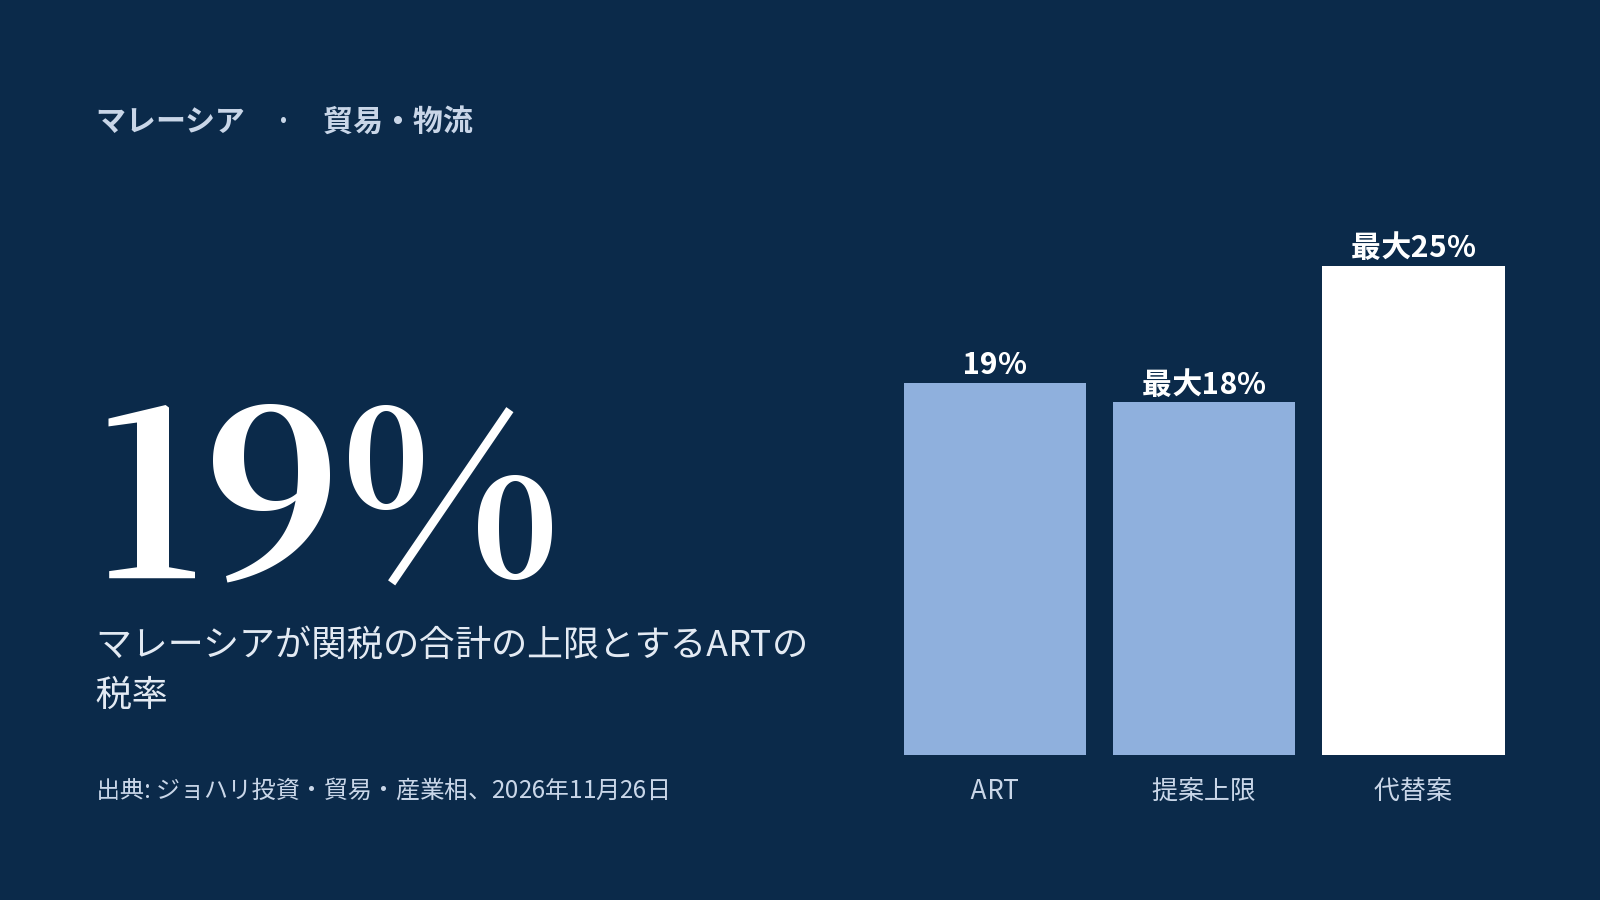 マレーシア · 貿易・物流
19%
マレーシアが関税の合計の上限とするARTの
税率
出典: ジョハリ投資・貿易・産業相、2026年11月26日
19%
最大18%
最大25%
ART
提案上限
代替案